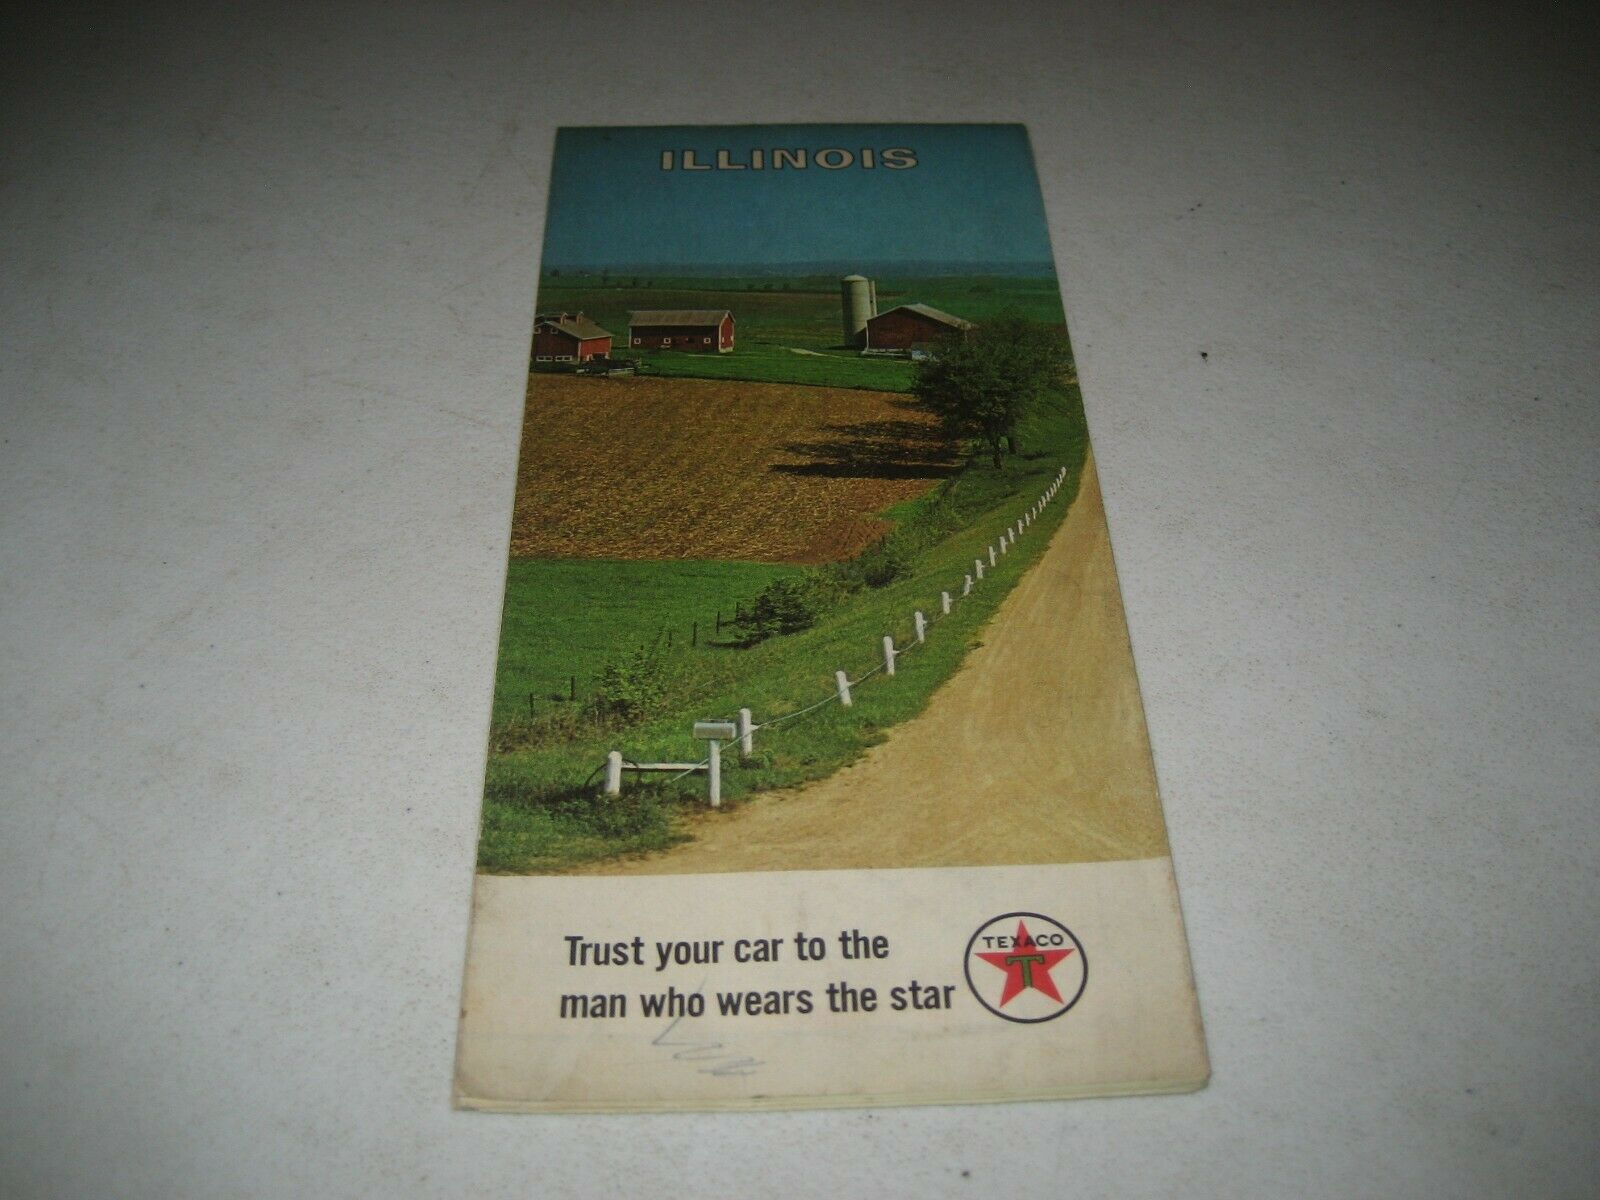 ILLINOIS
Trust your car to the
man who wears the star
TEXACO
T